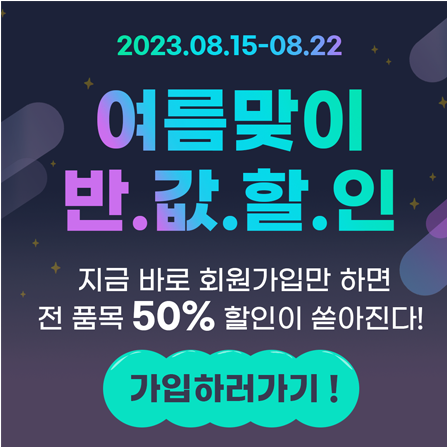 2023.08.15-08.22
여름맞이
반.값.할.인
지금 바로 회원가입만 하면
전 품목 50% 할인이 쏟아진다!
가입하러가기 !